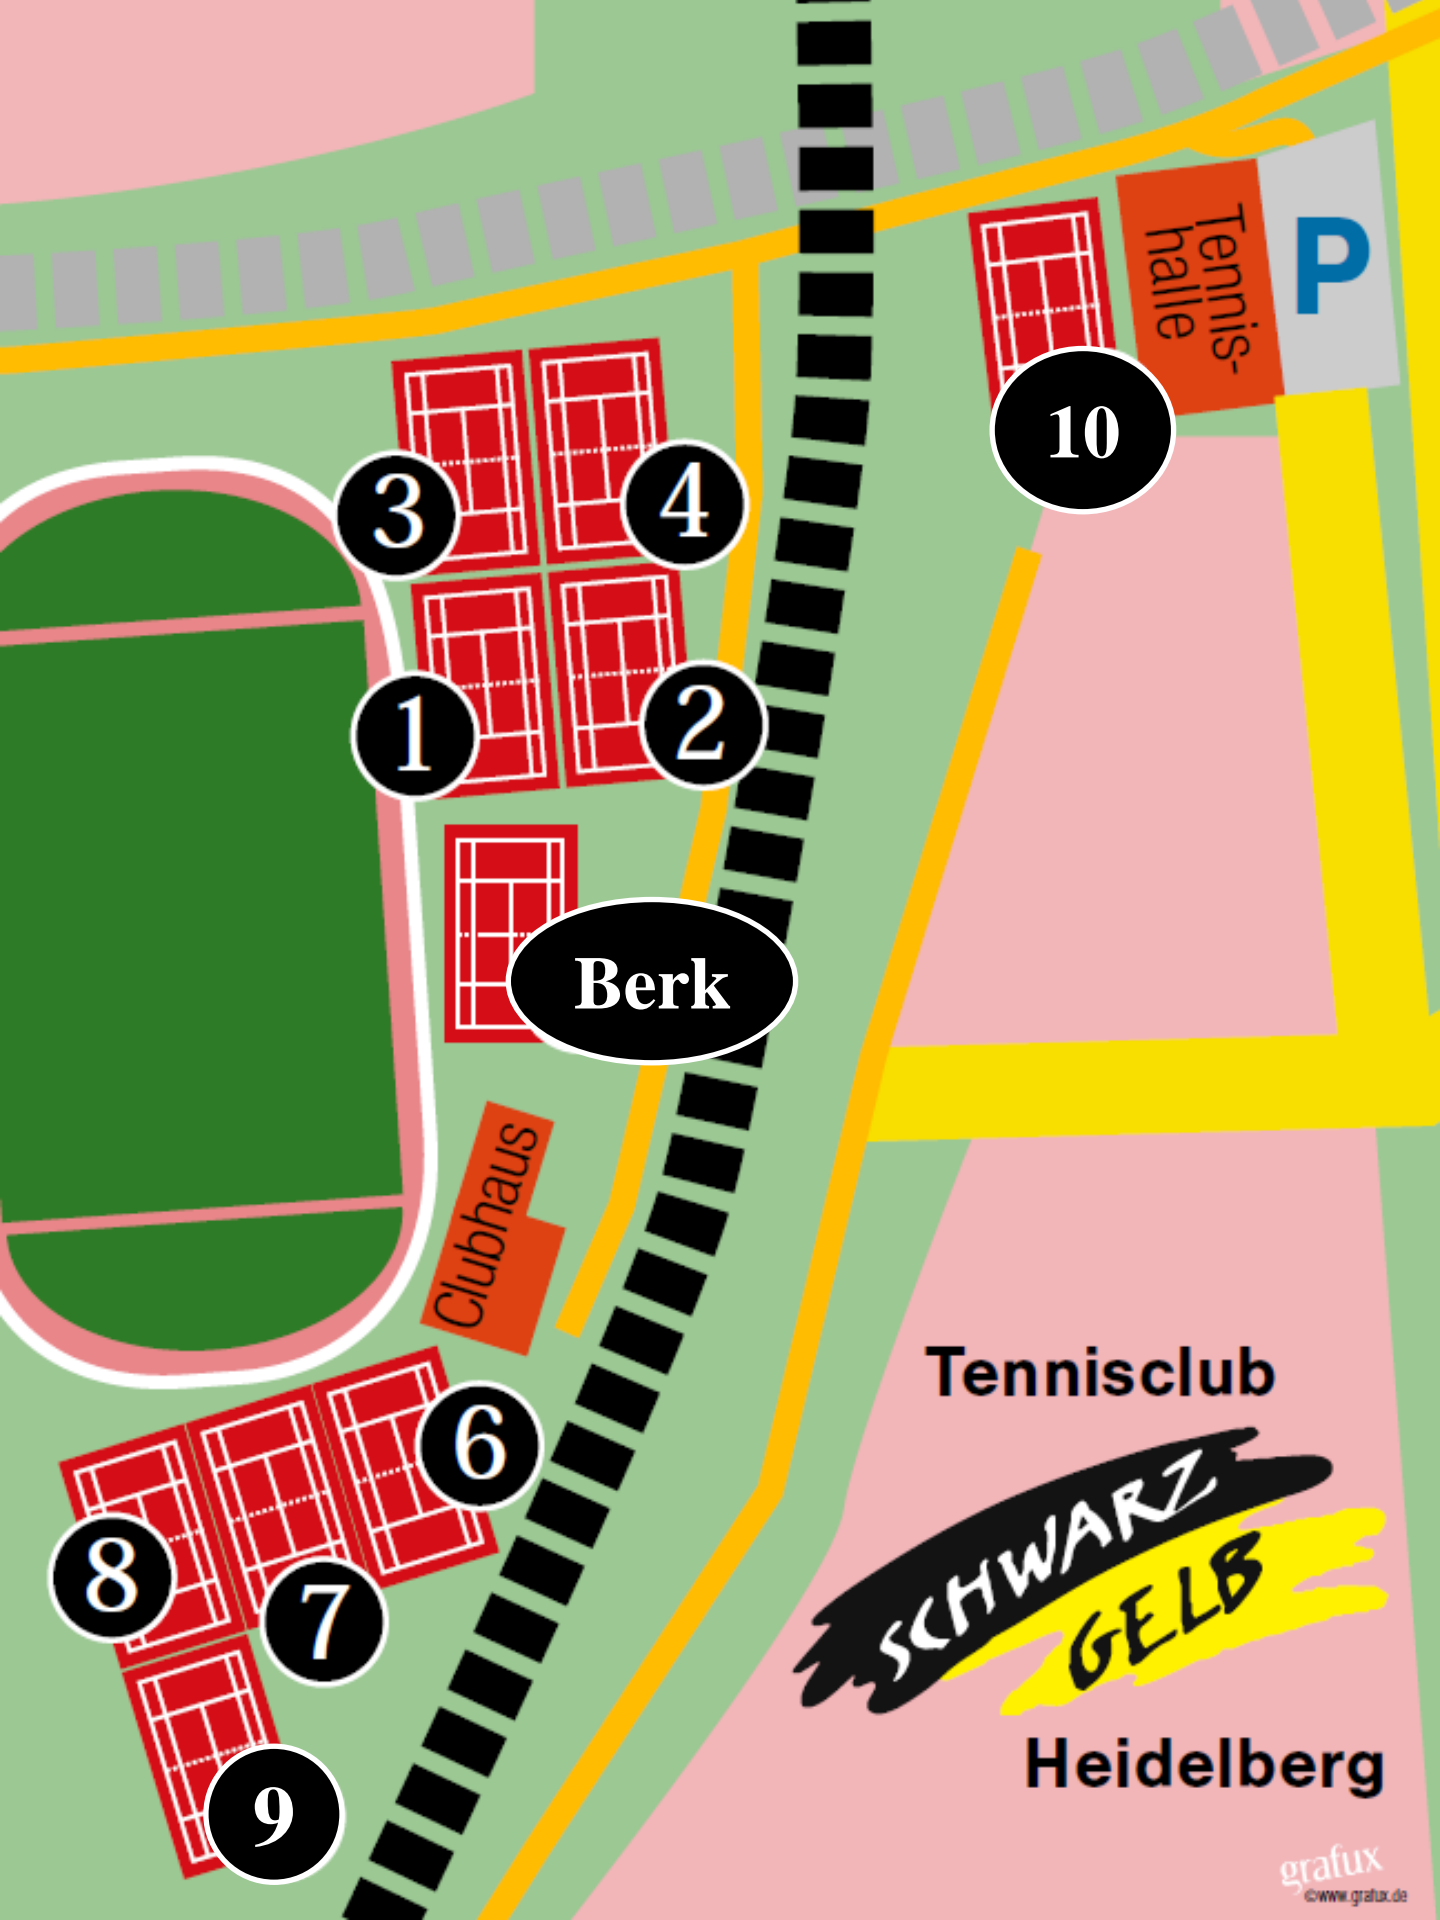 P
Tennis-
halle
10
3
4
1
2
Berk
Clubhaus
6
8
7
9
Tennisclub
SCHWARZ
GELB
Heidelberg
grafux
©www.grafux.de